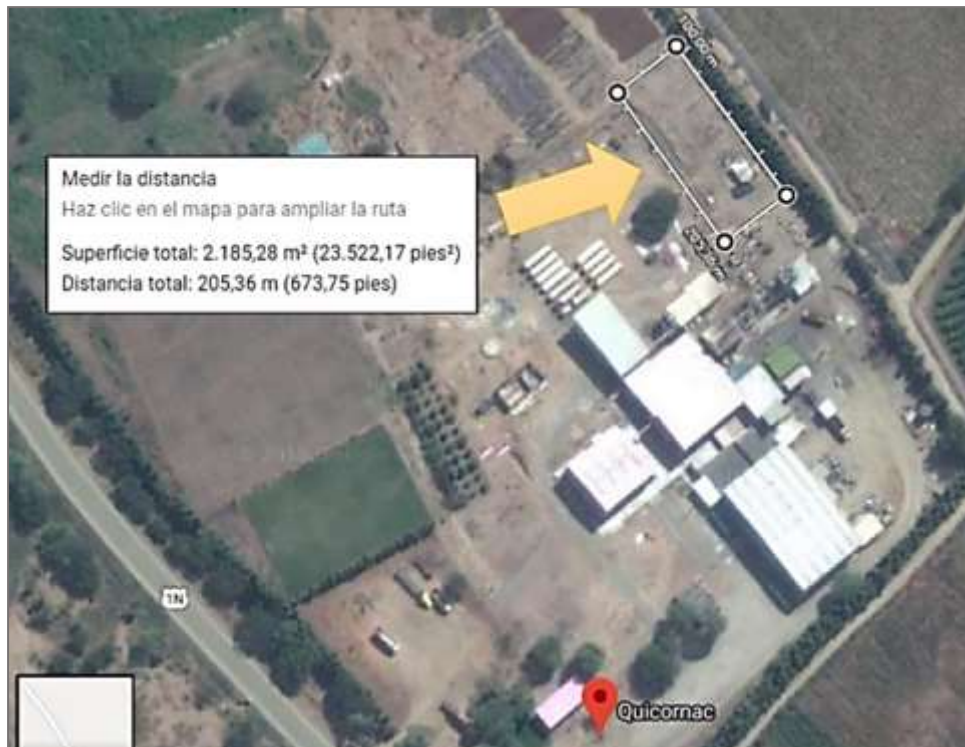 Medir la distancia
Haz clic en el mapa para ampliar la ruta
Superficie total: 2.185,28 m² (23.522,17 pies²)
Distancia total: 205,36 m (673,75 pies)
1N
Quicornac